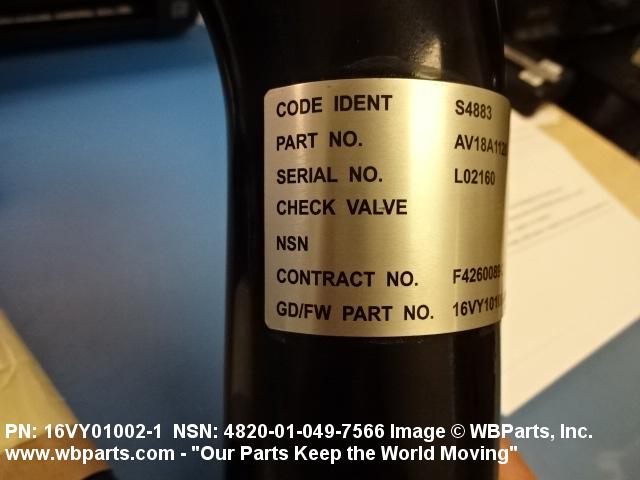 CODE IDENT S4883
PART NO.
SERIAL NO. L02160
CHECK VALVE
NSN
CONTRACT NO.
GD/FW PART NO.
PN: 16VY01002-1 NSN: 4820-01-049-7566 Image © WBParts, Inc.
www.wbparts.com - "Our Parts Keep the World Moving"